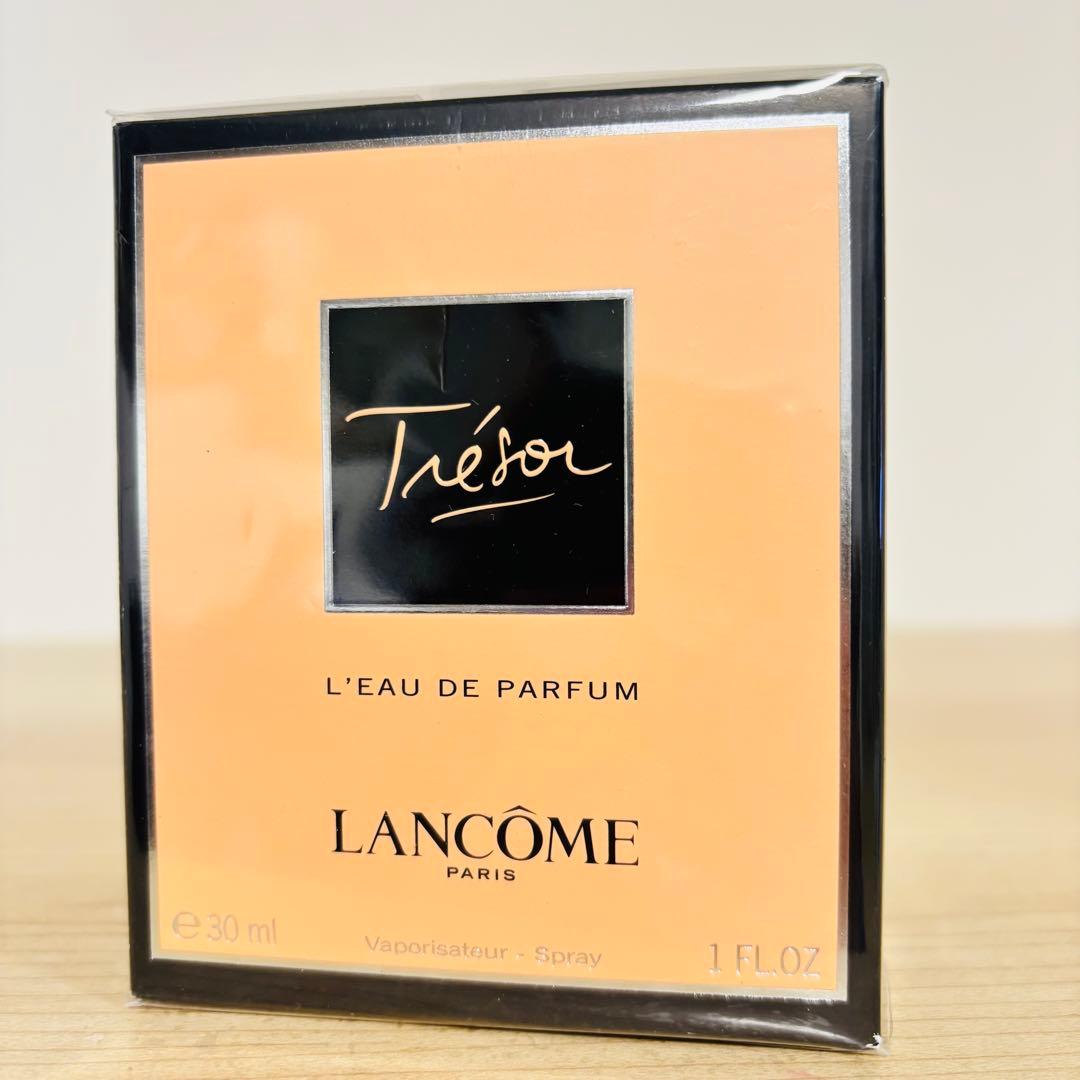 Trésor
L'EAU DE PARFUM
LANCÔME
PARIS
℮ 30 ml
Vaporisateur - Spray
1 FL.OZ